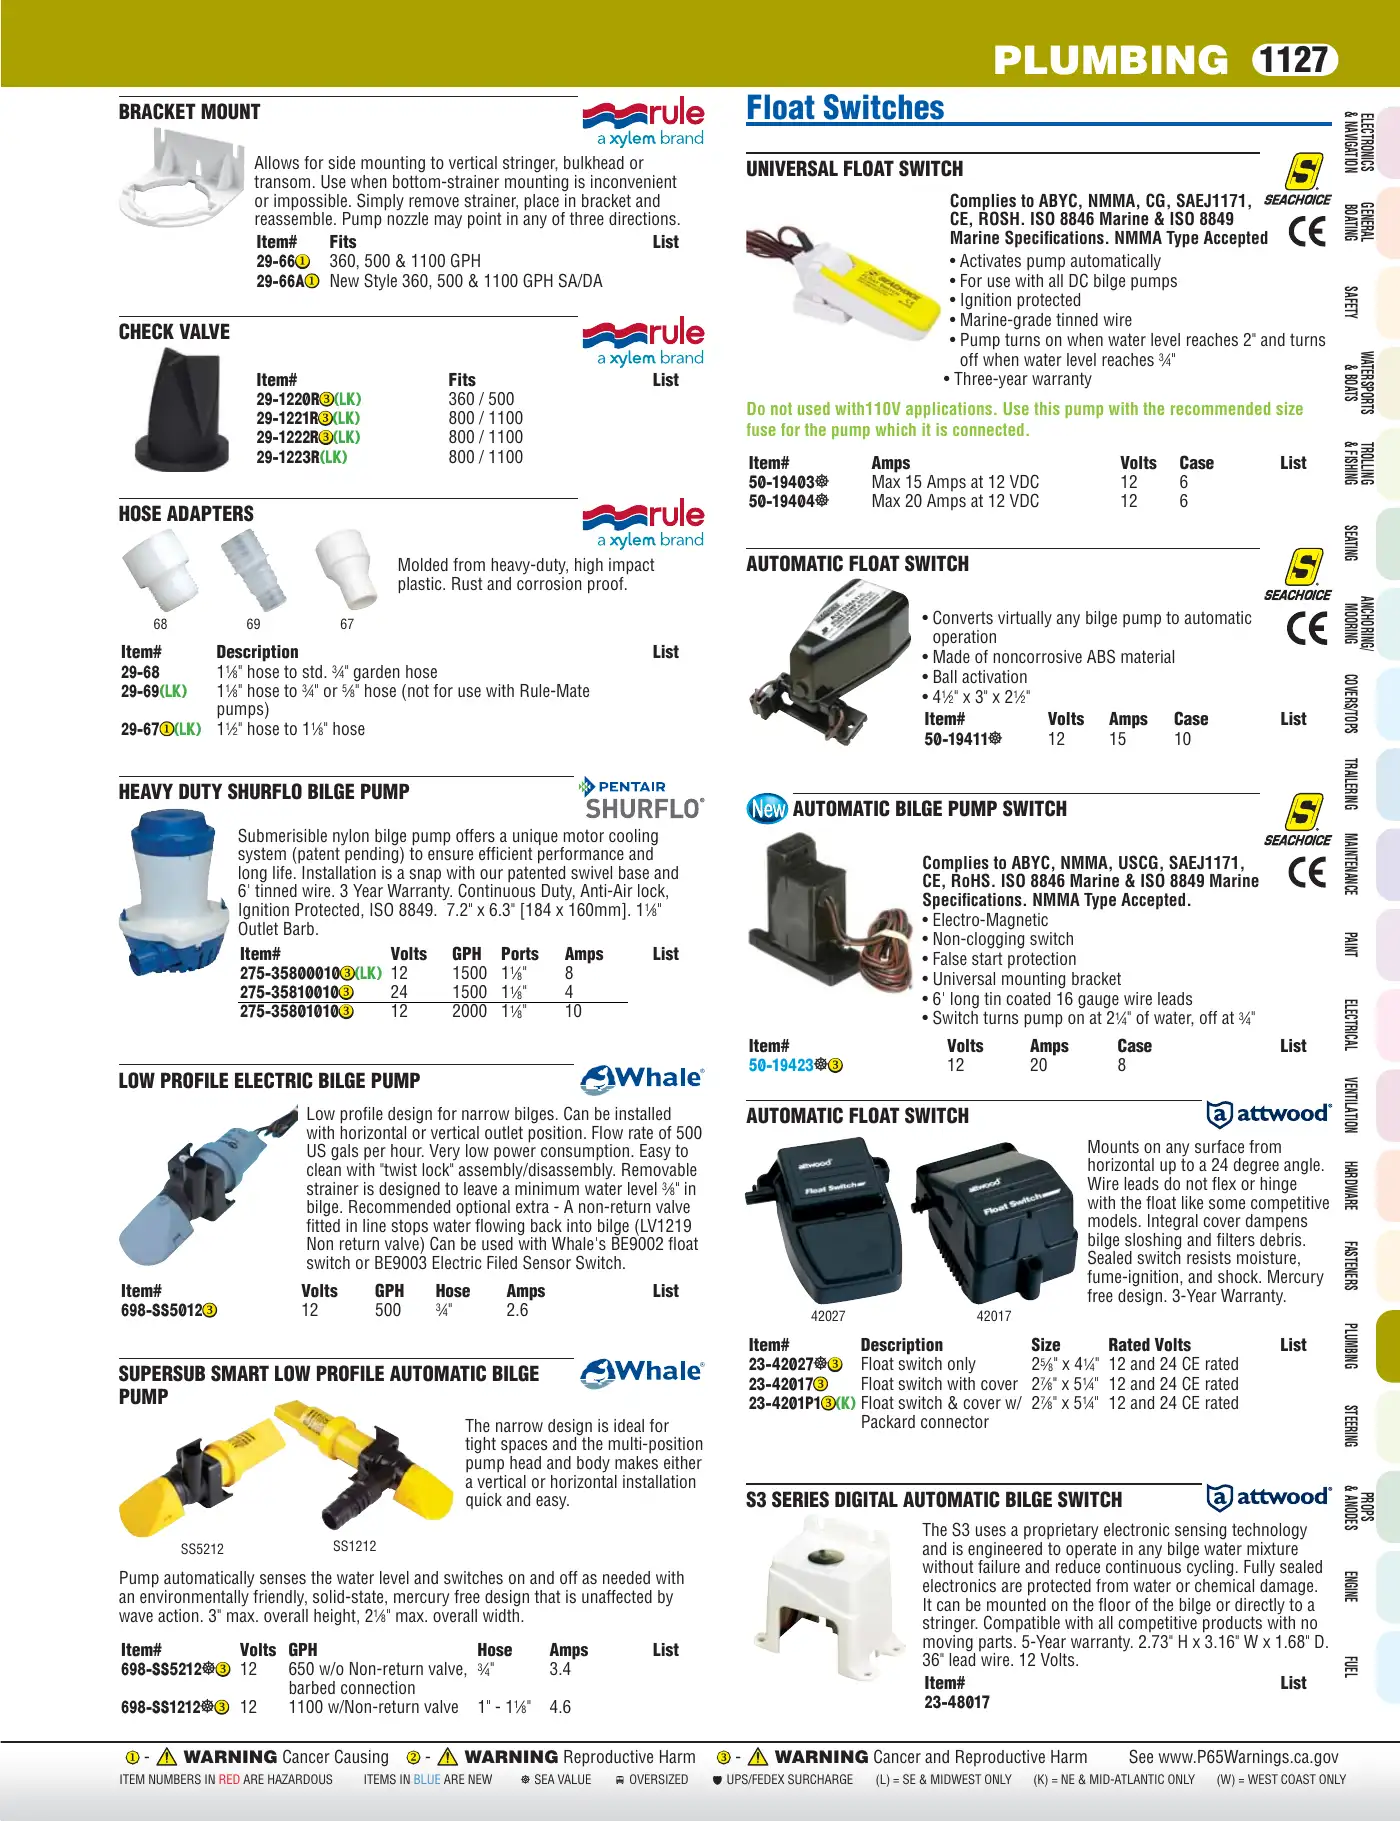 PLUMBING 1127
BRACKET MOUNT
rule
a xylem brand
Allows for side mounting to vertical stringer, bulkhead or
transom. Use when bottom-strainer mounting is inconvenient
or impossible. Simply remove strainer, place in bracket and
reassemble. Pump nozzle may point in any of three directions.
Item# Fits List
29-66① 360, 500 & 1100 GPH
29-66A① New Style 360, 500 & 1100 GPH SA/DA
CHECK VALVE
rule
a xylem brand
Item# Fits List
29-1220R③(LK) 360 / 500
29-1221R③(LK) 800 / 1100
29-1222R③(LK) 800 / 1100
29-1223R(LK) 800 / 1100
HOSE ADAPTERS
rule
a xylem brand
Molded from heavy-duty, high impact
plastic. Rust and corrosion proof.
68 69 67
Item# Description List
29-68 1⅛" hose to std. ¾" garden hose
29-69(LK) 1⅛" hose to ¾" or ⅝" hose (not for use with Rule-Mate
pumps)
29-67①(LK) 1½" hose to 1⅛" hose
HEAVY DUTY SHURFLO BILGE PUMP
PENTAIR
SHURFLO®
Submerisible nylon bilge pump offers a unique motor cooling
system (patent pending) to ensure efficient performance and
long life. Installation is a snap with our patented swivel base and
6' tinned wire. 3 Year Warranty. Continuous Duty, Anti-Air lock,
Ignition Protected, ISO 8849. 7.2" x 6.3" [184 x 160mm]. 1⅛"
Outlet Barb.
Item# Volts GPH Ports Amps List
275-35800010③(LK) 12 1500 1⅛" 8
275-35810010③ 24 1500 1⅛" 4
275-35801010③ 12 2000 1⅛" 10
LOW PROFILE ELECTRIC BILGE PUMP
Whale®
Low profile design for narrow bilges. Can be installed
with horizontal or vertical outlet position. Flow rate of 500
US gals per hour. Very low power consumption. Easy to
clean with "twist lock" assembly/disassembly. Removable
strainer is designed to leave a minimum water level ⅜" in
bilge. Recommended optional extra - A non-return valve
fitted in line stops water flowing back into bilge (LV1219
Non return valve) Can be used with Whale's BE9002 float
switch or BE9003 Electric Filed Sensor Switch.
Item# Volts GPH Hose Amps List
698-SS5012③ 12 500 ¾" 2.6
SUPERSUB SMART LOW PROFILE AUTOMATIC BILGE
PUMP
Whale®
The narrow design is ideal for
tight spaces and the multi-position
pump head and body makes either
a vertical or horizontal installation
quick and easy.
SS5212 SS1212
Pump automatically senses the water level and switches on and off as needed with
an environmentally friendly, solid-state, mercury free design that is unaffected by
wave action. 3" max. overall height, 2⅛" max. overall width.
Item# Volts GPH Hose Amps List
698-SS5212☸③ 12 650 w/o Non-return valve, ¾" 3.4
barbed connection
698-SS1212☸③ 12 1100 w/Non-return valve 1" - 1⅛" 4.6
Float Switches
UNIVERSAL FLOAT SWITCH
SEACHOICE
CE
Complies to ABYC, NMMA, CG, SAEJ1171,
CE, ROSH. ISO 8846 Marine & ISO 8849
Marine Specifications. NMMA Type Accepted
• Activates pump automatically
• For use with all DC bilge pumps
• Ignition protected
• Marine-grade tinned wire
• Pump turns on when water level reaches 2" and turns
off when water level reaches ¾"
• Three-year warranty
Do not used with110V applications. Use this pump with the recommended size
fuse for the pump which it is connected.
Item# Amps Volts Case List
50-19403☸ Max 15 Amps at 12 VDC 12 6
50-19404☸ Max 20 Amps at 12 VDC 12 6
AUTOMATIC FLOAT SWITCH
SEACHOICE
CE
• Converts virtually any bilge pump to automatic
operation
• Made of noncorrosive ABS material
• Ball activation
• 4½" x 3" x 2½"
Item# Volts Amps Case List
50-19411☸ 12 15 10
New AUTOMATIC BILGE PUMP SWITCH
SEACHOICE
CE
Complies to ABYC, NMMA, USCG, SAEJ1171,
CE, RoHS. ISO 8846 Marine & ISO 8849 Marine
Specifications. NMMA Type Accepted.
• Electro-Magnetic
• Non-clogging switch
• False start protection
• Universal mounting bracket
• 6' long tin coated 16 gauge wire leads
• Switch turns pump on at 2¼" of water, off at ¾"
Item# Volts Amps Case List
50-19423☸③ 12 20 8
AUTOMATIC FLOAT SWITCH
attwood®
attwood
Float Switch
attwood
Float Switch
Mounts on any surface from
horizontal up to a 24 degree angle.
Wire leads do not flex or hinge
with the float like some competitive
models. Integral cover dampens
bilge sloshing and filters debris.
Sealed switch resists moisture,
fume-ignition, and shock. Mercury
free design. 3-Year Warranty.
42027 42017
Item# Description Size Rated Volts List
23-42027☸③ Float switch only 2⅝" x 4¼" 12 and 24 CE rated
23-42017③ Float switch with cover 2⅞" x 5¼" 12 and 24 CE rated
23-4201P1③(K) Float switch & cover w/ 2⅞" x 5¼" 12 and 24 CE rated
Packard connector
S3 SERIES DIGITAL AUTOMATIC BILGE SWITCH
attwood®
The S3 uses a proprietary electronic sensing technology
and is engineered to operate in any bilge water mixture
without failure and reduce continuous cycling. Fully sealed
electronics are protected from water or chemical damage.
It can be mounted on the floor of the bilge or directly to a
stringer. Compatible with all competitive products with no
moving parts. 5-Year warranty. 2.73" H x 3.16" W x 1.68" D.
36" lead wire. 12 Volts.
Item# List
23-48017
ELECTRONICS
& NAVIGATION
GENERAL
BOATING
SAFETY
WATERSPORTS
& BOATS
TROLLING
& FISHING
SEATING
ANCHORING/
MOORING
COVERS/TOPS
TRAILERING
MAINTENANCE
PAINT
ELECTRICAL
VENTILATION
HARDWARE
FASTENERS
PLUMBING
STEERING
PROPS
& ANODES
ENGINE
FUEL
① - ⚠ WARNING Cancer Causing ② - ⚠ WARNING Reproductive Harm ③ - ⚠ WARNING Cancer and Reproductive Harm See www.P65Warnings.ca.gov
ITEM NUMBERS IN RED ARE HAZARDOUS ITEMS IN BLUE ARE NEW ☸ SEA VALUE OVERSIZED UPS/FEDEX SURCHARGE (L) = SE & MIDWEST ONLY (K) = NE & MID-ATLANTIC ONLY (W) = WEST COAST ONLY